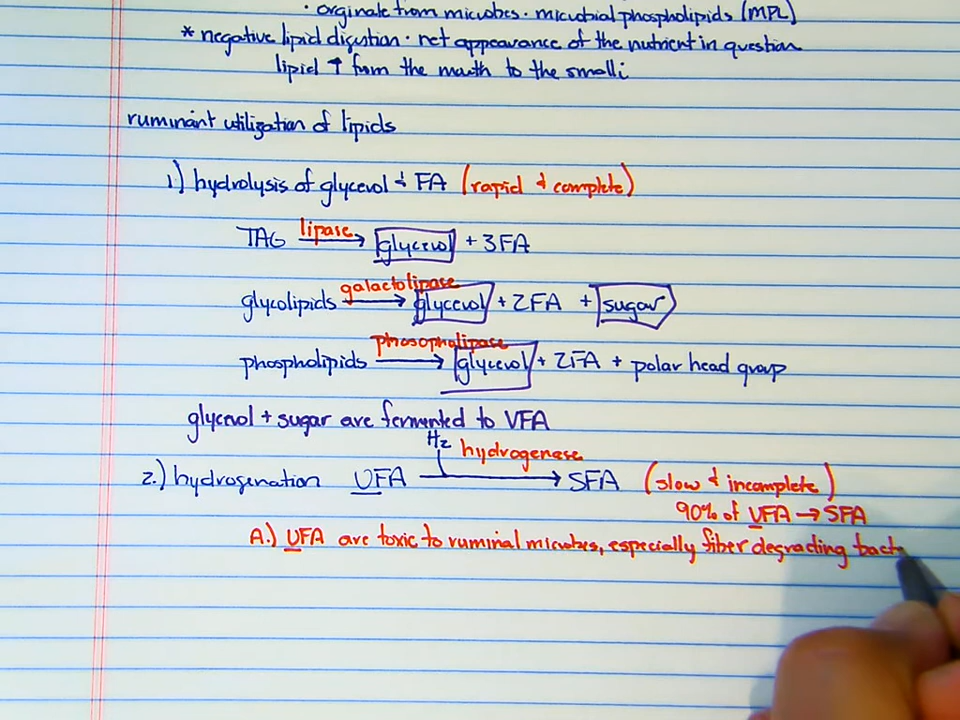 · orginate from microbes · microbial phospholipids (MPL)
* negative lipid digestion · net appearance of the nutrient in question
lipid ↑ from the mouth to the small i
ruminant utilization of lipids
1.) hydrolysis of glycerol & FA (rapid & complete)
TAG lipase → glycerol + 3FA
glycolipids galactolipase → glycerol + 2FA + sugar
phospholipids phosopholipase → glycerol + 2FA + polar head group
glycerol + sugar are fermented to VFA
H2 hydrogenase
2.) hydrogenation UFA → SFA (slow & incomplete)
90% of UFA → SFA
A.) UFA are toxic to ruminal microbes, especially fiber degrading bact